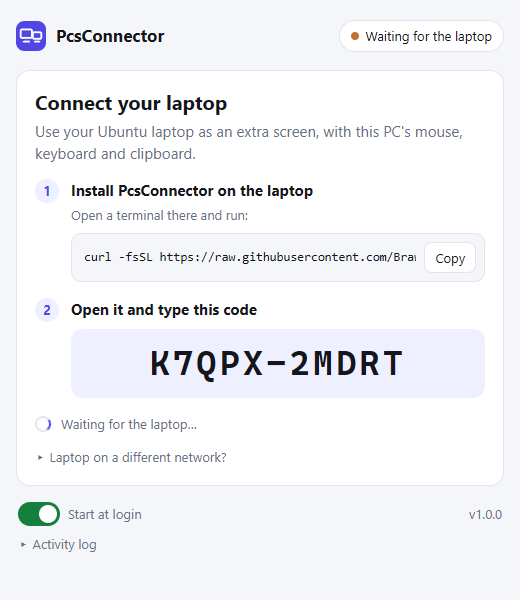 PcsConnector
Waiting for the laptop
Connect your laptop
Use your Ubuntu laptop as an extra screen, with this PC's mouse,
keyboard and clipboard.
1 Install PcsConnector on the laptop
Open a terminal there and run:
curl -fsSL https://raw.githubusercontent.com/Bra
Copy
2 Open it and type this code
K7QPX-2MDRT
Waiting for the laptop...
Laptop on a different network?
Start at login
v1.0.0
Activity log